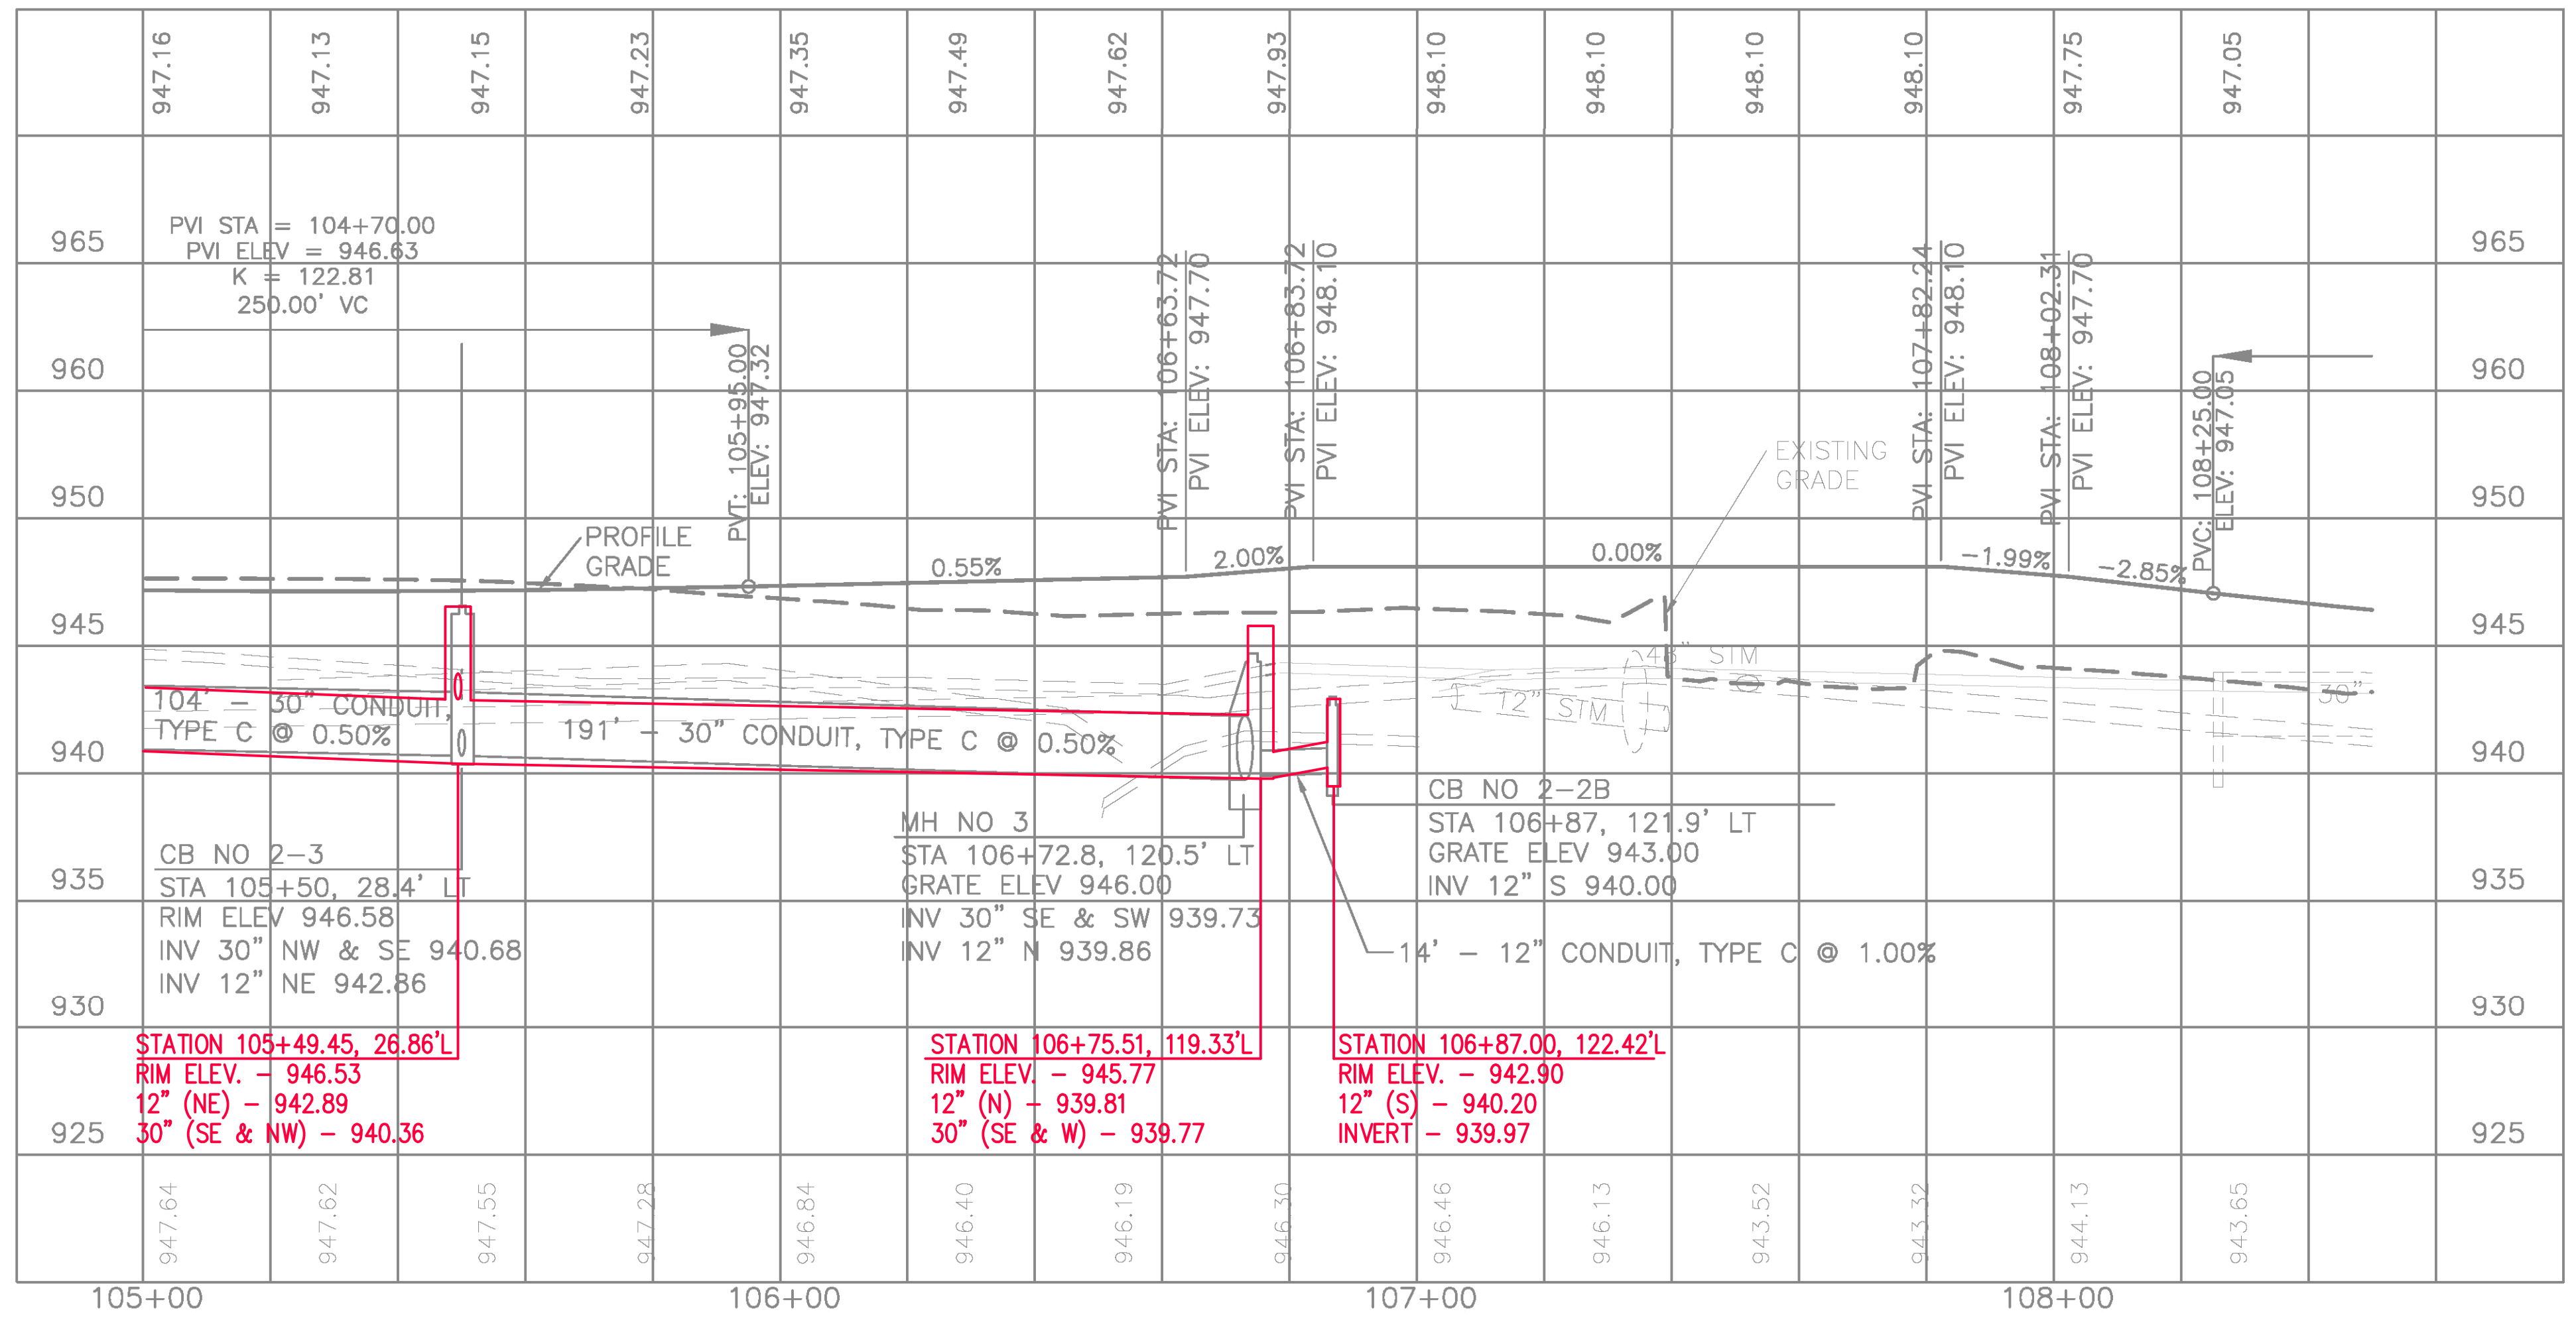 947.16
947.13
947.15
947.23
947.35
947.49
947.62
947.93
948.10
948.10
948.10
948.10
947.75
947.05
965
965
960
960
950
950
945
945
940
940
935
935
930
930
925
925
PVI STA = 104+70.00
PVI ELEV = 946.63
K = 122.81
250.00' VC
PVT: 105+95.00
ELEV: 947.32
PVI STA: 106+63.72
PVI ELEV: 947.70
PVI STA: 106+83.72
PVI ELEV: 948.10
PVI STA: 107+82.24
PVI ELEV: 948.10
PVI STA: 108+02.31
PVI ELEV: 947.70
PVC: 108+25.00
ELEV: 947.05
EXISTING
GRADE
PROFILE
GRADE
0.55%
2.00%
0.00%
-1.99%
-2.85%
48" STM
12" STM
30"
104' - 30" CONDUIT,
TYPE C @ 0.50%
191' - 30" CONDUIT, TYPE C @ 0.50%
CB NO 2-3
STA 105+50, 28.4' LT
RIM ELEV 946.58
INV 30" NW & SE 940.68
INV 12" NE 942.86
MH NO 3
STA 106+72.8, 120.5' LT
GRATE ELEV 946.00
INV 30" SE & SW 939.73
INV 12" N 939.86
CB NO 2-2B
STA 106+87, 121.9' LT
GRATE ELEV 943.00
INV 12" S 940.00
14' - 12" CONDUIT, TYPE C @ 1.00%
STATION 105+49.45, 26.86'L
RIM ELEV. - 946.53
12" (NE) - 942.89
30" (SE & NW) - 940.36
STATION 106+75.51, 119.33'L
RIM ELEV. - 945.77
12" (N) - 939.81
30" (SE & W) - 939.77
STATION 106+87.00, 122.42'L
RIM ELEV. - 942.90
12" (S) - 940.20
INVERT - 939.97
947.64
947.62
947.55
947.28
946.84
946.40
946.19
946.30
946.46
946.13
943.52
943.32
944.13
943.65
105+00
106+00
107+00
108+00